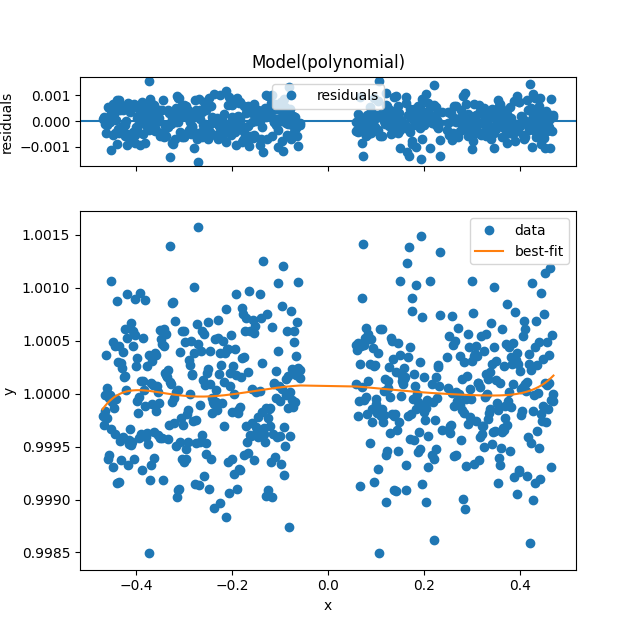 Model(polynomial)
residuals
0.001
0.000
−0.001
residuals
data
best-fit
y
1.0015
1.0010
1.0005
1.0000
0.9995
0.9990
0.9985
−0.4
−0.2
0.0
0.2
0.4
x